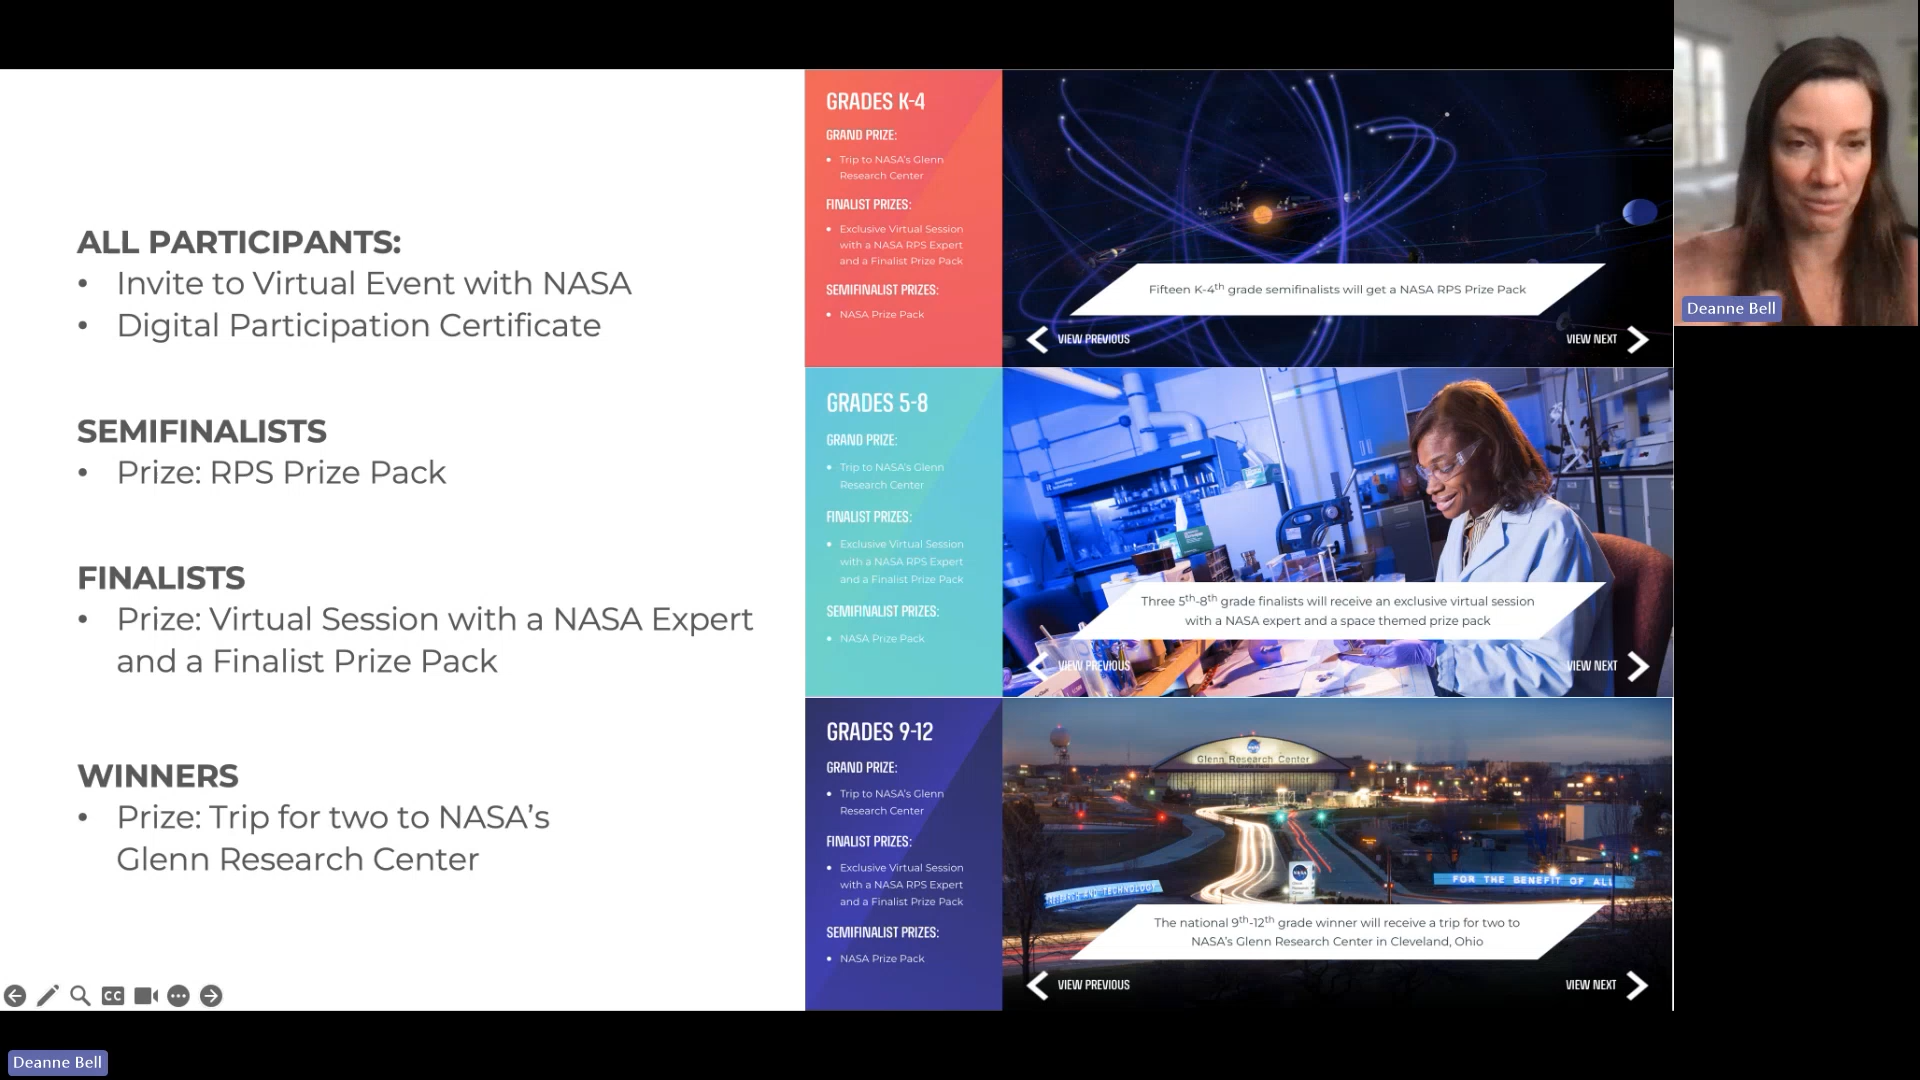 ALL PARTICIPANTS:
• Invite to Virtual Event with NASA
• Digital Participation Certificate
SEMIFINALISTS
• Prize: RPS Prize Pack
FINALISTS
• Prize: Virtual Session with a NASA Expert
and a Finalist Prize Pack
WINNERS
• Prize: Trip for two to NASA’s
Glenn Research Center
GRADES K-4
GRAND PRIZE:
• Trip to NASA's Glenn
Research Center
FINALIST PRIZES:
• Exclusive Virtual Session
with a NASA RPS Expert
and a Finalist Prize Pack
SEMIFINALIST PRIZES:
• NASA Prize Pack
Fifteen K-4th grade semifinalists will get a NASA RPS Prize Pack
VIEW PREVIOUS
VIEW NEXT
GRADES 5-8
GRAND PRIZE:
• Trip to NASA's Glenn
Research Center
FINALIST PRIZES:
• Exclusive Virtual Session
with a NASA RPS Expert
and a Finalist Prize Pack
SEMIFINALIST PRIZES:
• NASA Prize Pack
Three 5th-8th grade finalists will receive an exclusive virtual session
with a NASA expert and a space themed prize pack
VIEW PREVIOUS
VIEW NEXT
GRADES 9-12
GRAND PRIZE:
• Trip to NASA's Glenn
Research Center
FINALIST PRIZES:
• Exclusive Virtual Session
with a NASA RPS Expert
and a Finalist Prize Pack
SEMIFINALIST PRIZES:
• NASA Prize Pack
Glenn Research Center
NASA
RESEARCH AND TECHNOLOGY
FOR THE BENEFIT OF ALL
The national 9th-12th grade winner will receive a trip for two to
NASA's Glenn Research Center in Cleveland, Ohio
VIEW PREVIOUS
VIEW NEXT
Deanne Bell
CC
Deanne Bell